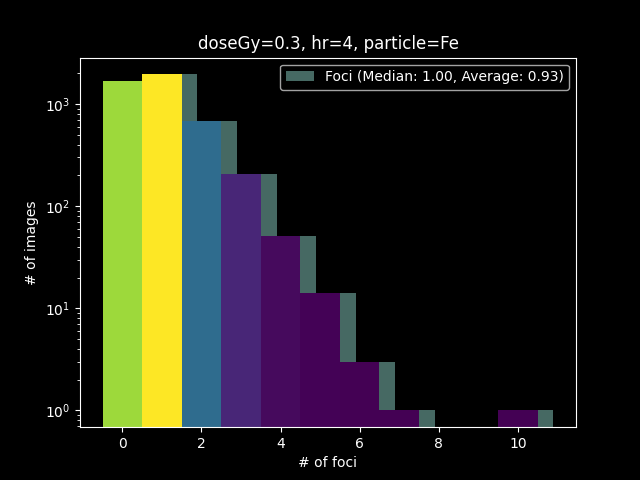 doseGy=0.3, hr=4, particle=Fe
Foci (Median: 1.00, Average: 0.93)
# of images
10³
10²
10¹
10⁰
0 2 4 6 8 10
# of foci